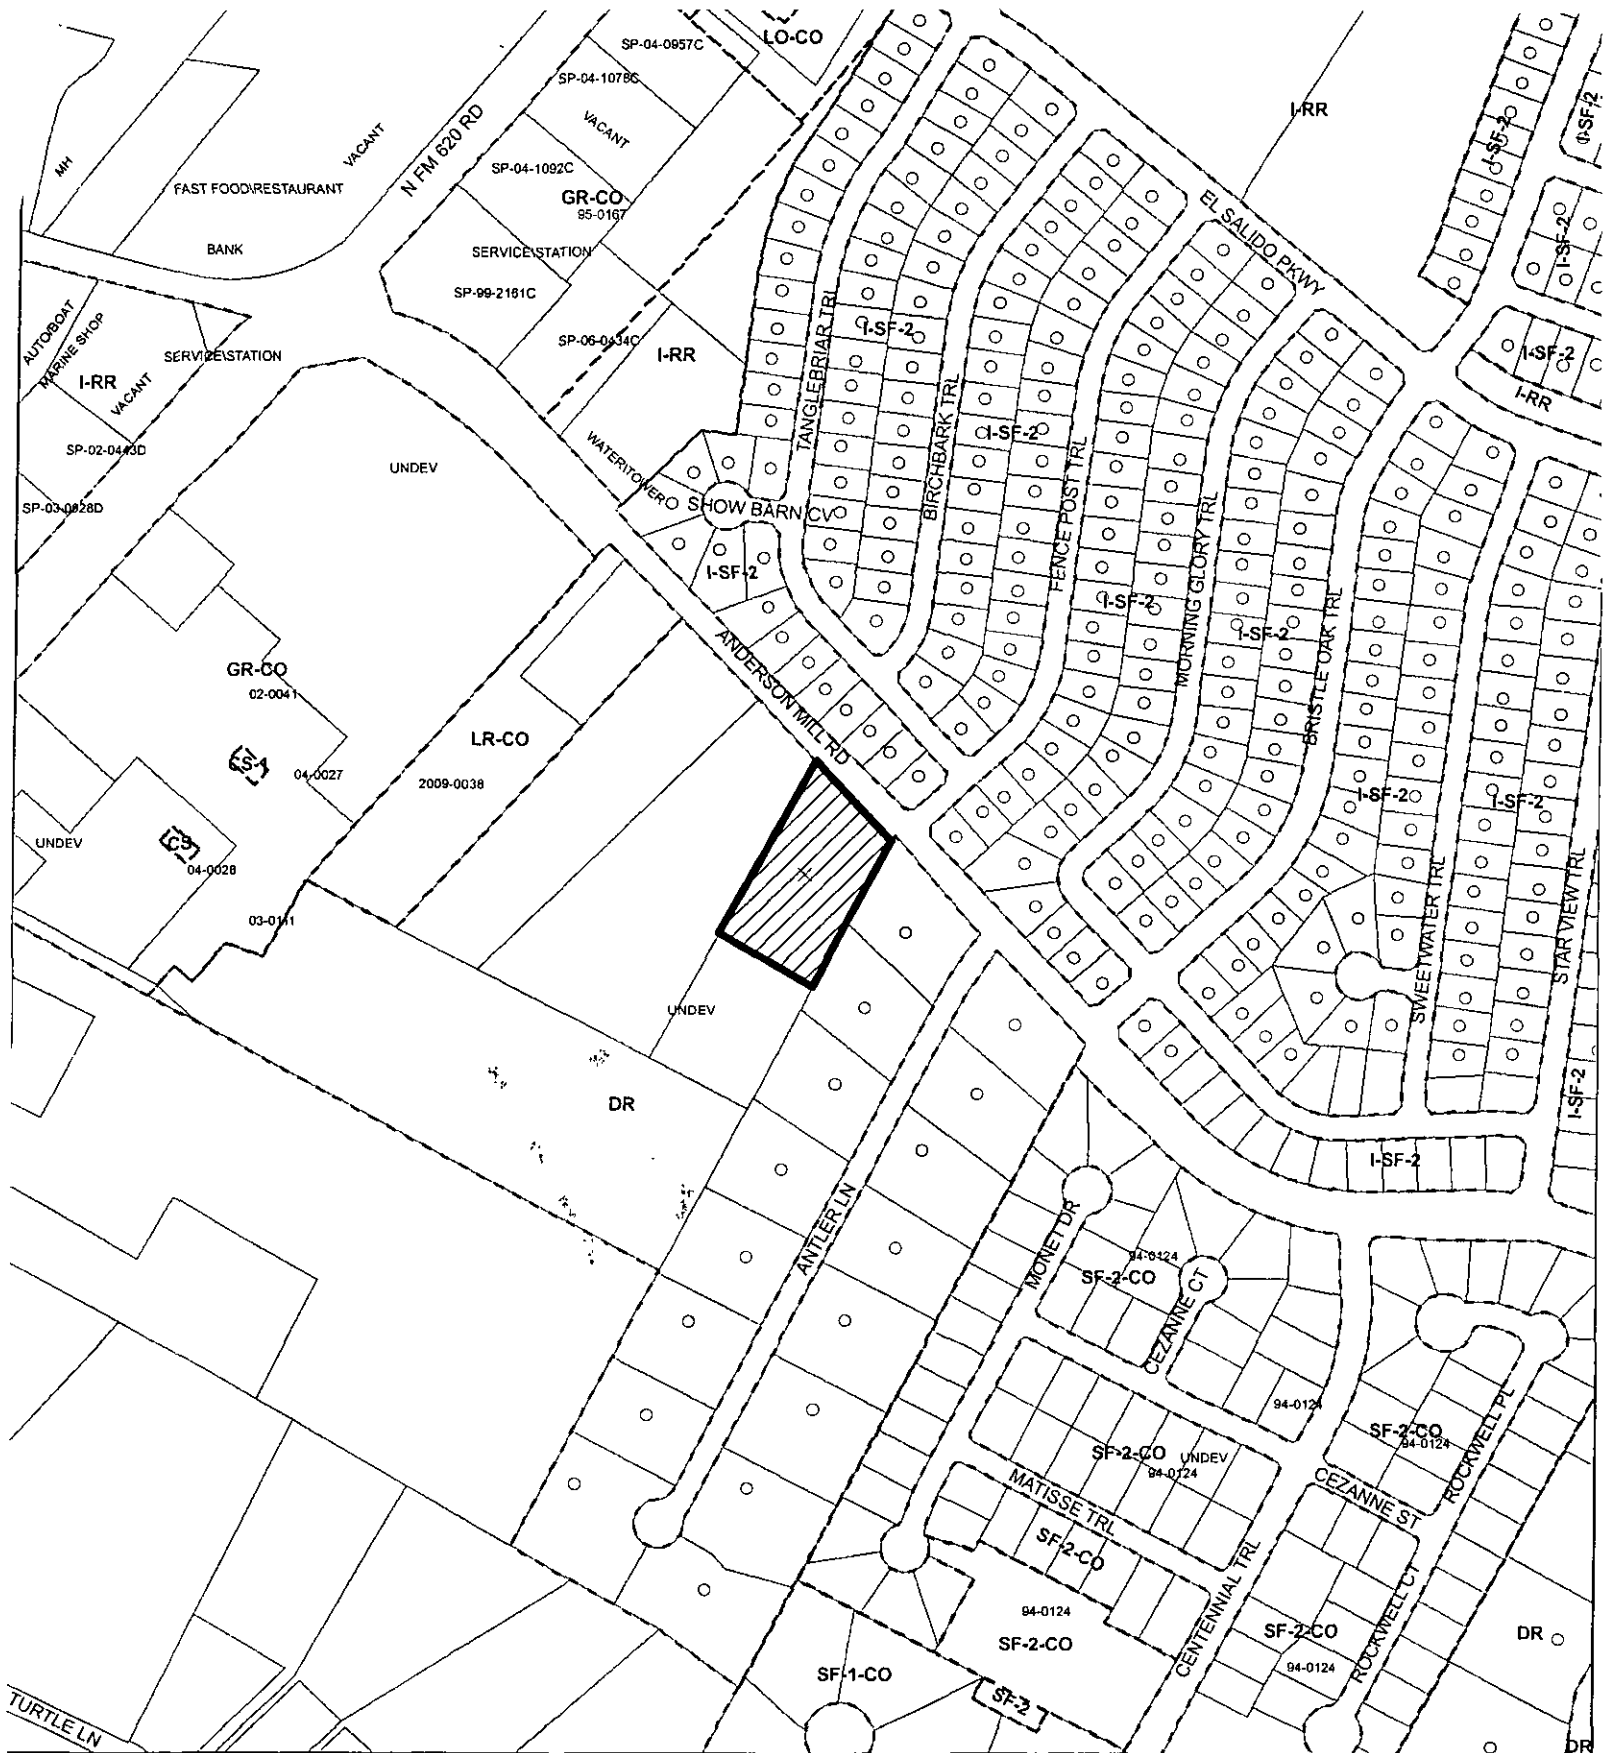 SP-04-0957C
LO-CO
SP-04-1078C
VACANT
N FM 620 RD
MH
VACANT
FAST FOOD\RESTAURANT
SP-04-1092C
GR-CO
95-0167
BANK
SERVICE\STATION
SP-99-2161C
SP-06-0434C
I-RR
I-RR
EL SALIDO PKWY
I-SF-2
I-SF-2
I-SF-2
I-SF-2
I-RR
AUTO/BOAT
MARINE SHOP
I-RR
VACANT
SERVICE\STATION
SP-02-0443D
SP-03-0928D
UNDEV
WATER\TOWER
SHOW BARN CV
I-SF-2
TANGLEBRIAR TRL
I-SF-2
BIRCHBARK TRL
I-SF-2
FENCE POST TRL
I-SF-2
MORNING GLORY TRL
I-SF-2
BRISTLE OAK TRL
I-SF-2
SWEETWATER TRL
I-SF-2
STAR VIEW TRL
I-SF-2
I-SF-2
ANDERSON MILL RD
GR-CO
02-0041
LR-CO
2009-0038
04-0027
CS-1
04-0028
UNDEV
03-0141
UNDEV
DR
ANTLER LN
MONET DR
94-0124
SF-2-CO
CEZANNE CT
94-0124
SF-2-CO
94-0124
ROCKWELL PL
SF-2-CO
UNDEV
94-0124
MATISSE TRL
SF-2-CO
CEZANNE ST
CENTENNIAL TRL
94-0124
SF-2-CO
SF-2-CO
94-0124
ROCKWELL CT
DR
SF-1-CO
SF-2
TURTLE LN
DR